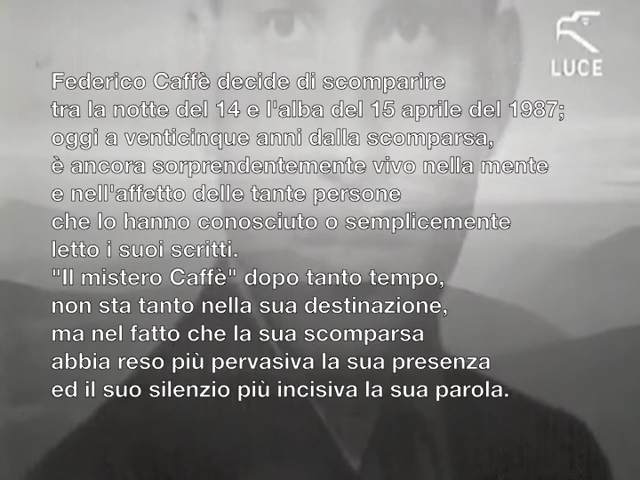 LUCE
Federico Caffè decide di scomparire
tra la notte del 14 e l'alba del 15 aprile del 1987;
oggi a venticinque anni dalla scomparsa,
è ancora sorprendentemente vivo nella mente
e nell'affetto delle tante persone
che lo hanno conosciuto o semplicemente
letto i suoi scritti.
"Il mistero Caffè" dopo tanto tempo,
non sta tanto nella sua destinazione,
ma nel fatto che la sua scomparsa
abbia reso più pervasiva la sua presenza
ed il suo silenzio più incisiva la sua parola.